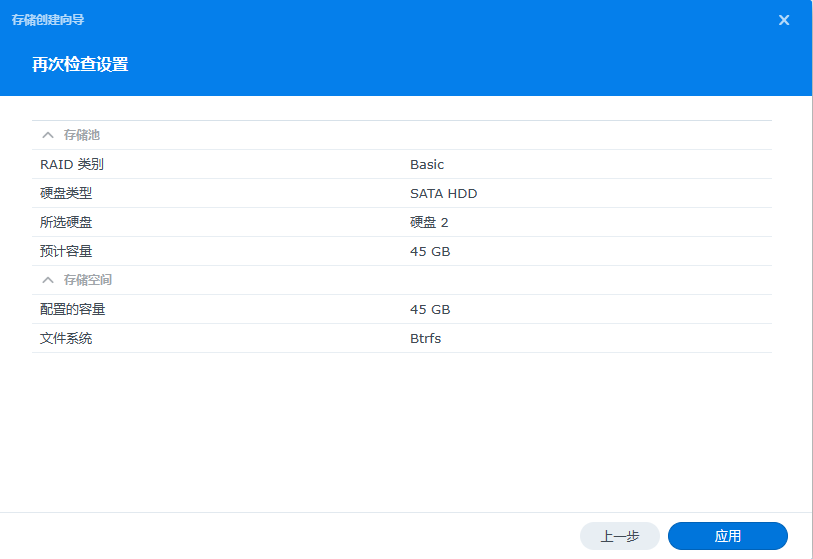 存储创建向导
再次检查设置
存储池
RAID 类别 Basic
硬盘类型 SATA HDD
所选硬盘 硬盘 2
预计容量 45 GB
存储空间
配置的容量 45 GB
文件系统 Btrfs
上一步 应用